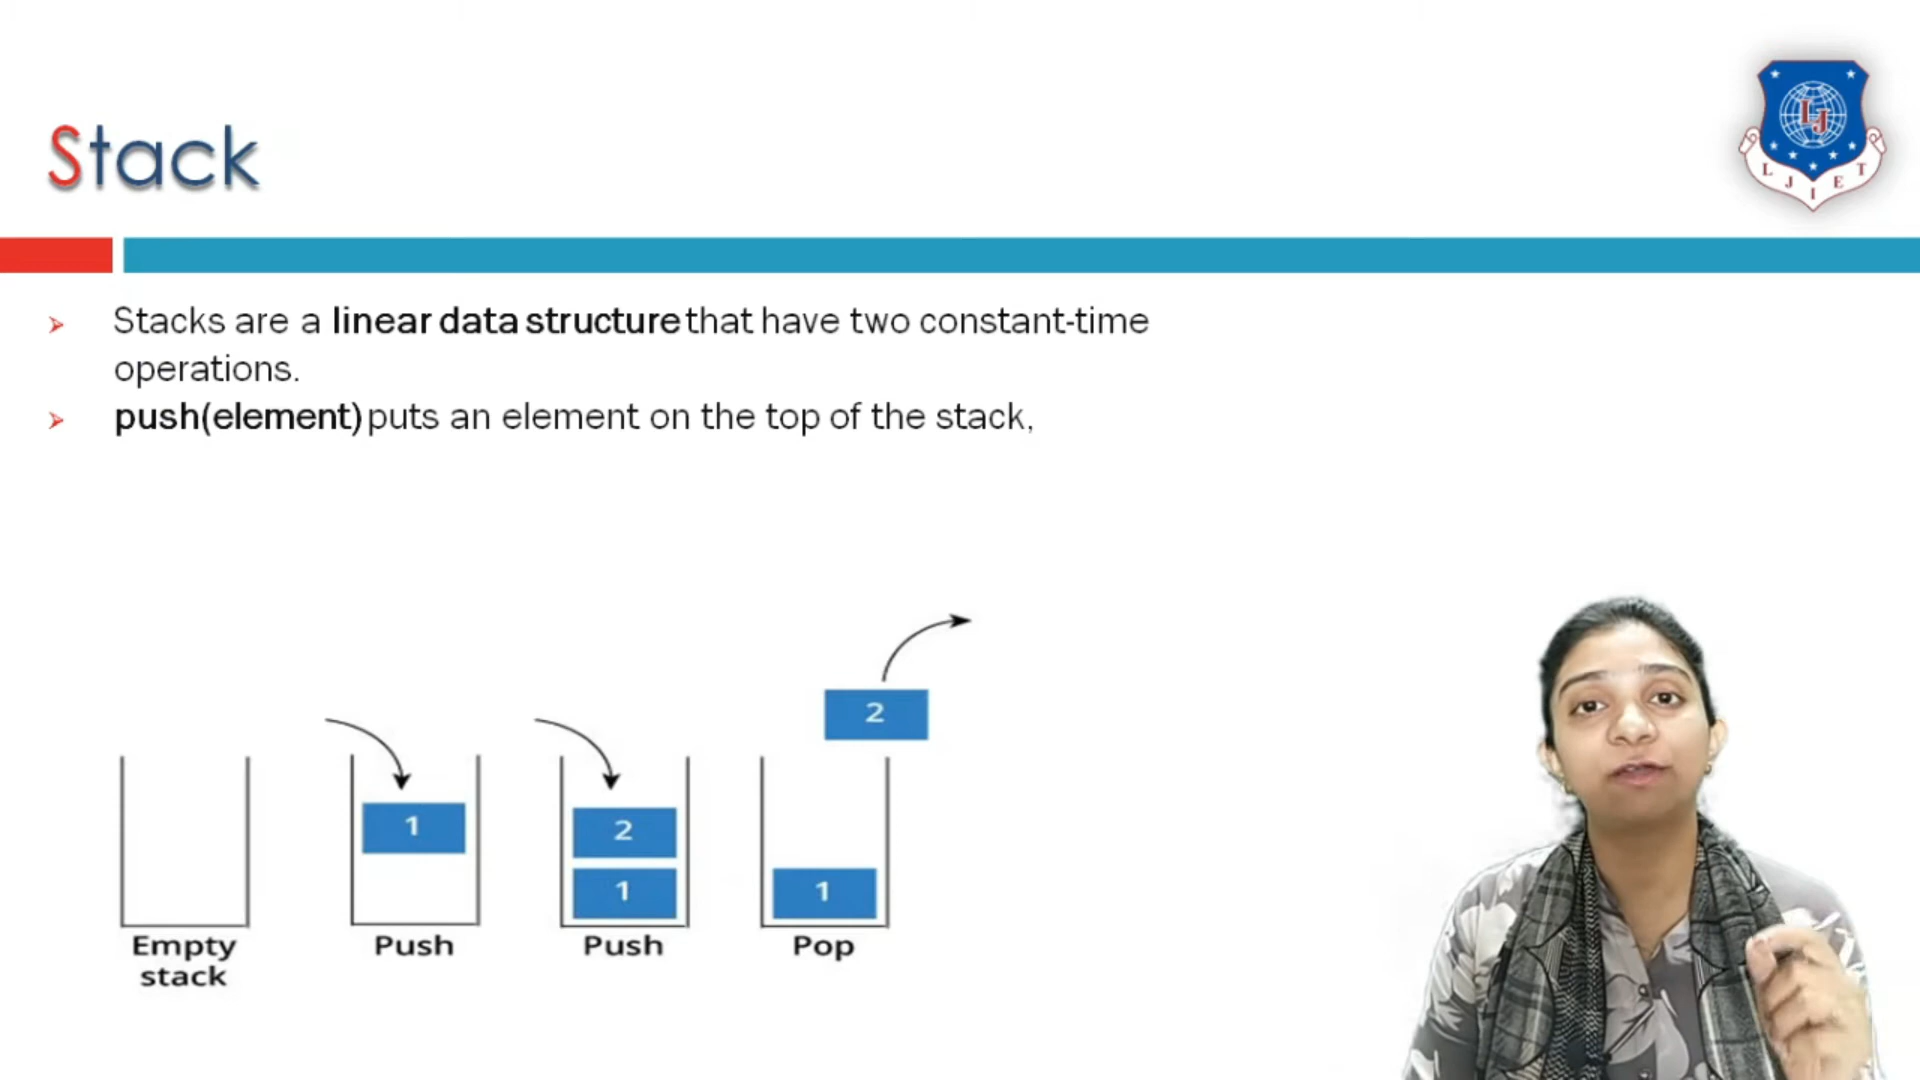 Stack
L J I E T
LJ
Stacks are a linear data structure that have two constant-time
operations.
push(element) puts an element on the top of the stack,
2
1
2
1
1
Empty
stack
Push
Push
Pop